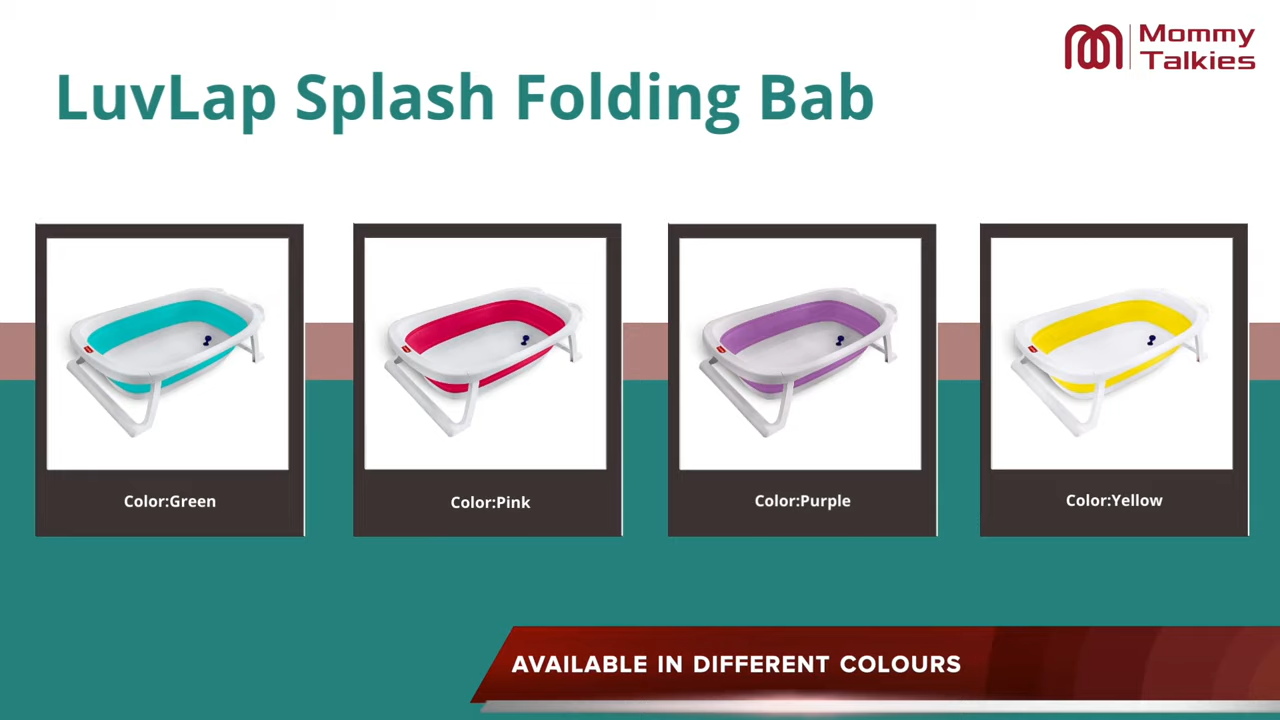 Mommy
Talkies
LuvLap Splash Folding Bab
Color:Green
Color:Pink
Color:Purple
Color:Yellow
AVAILABLE IN DIFFERENT COLOURS